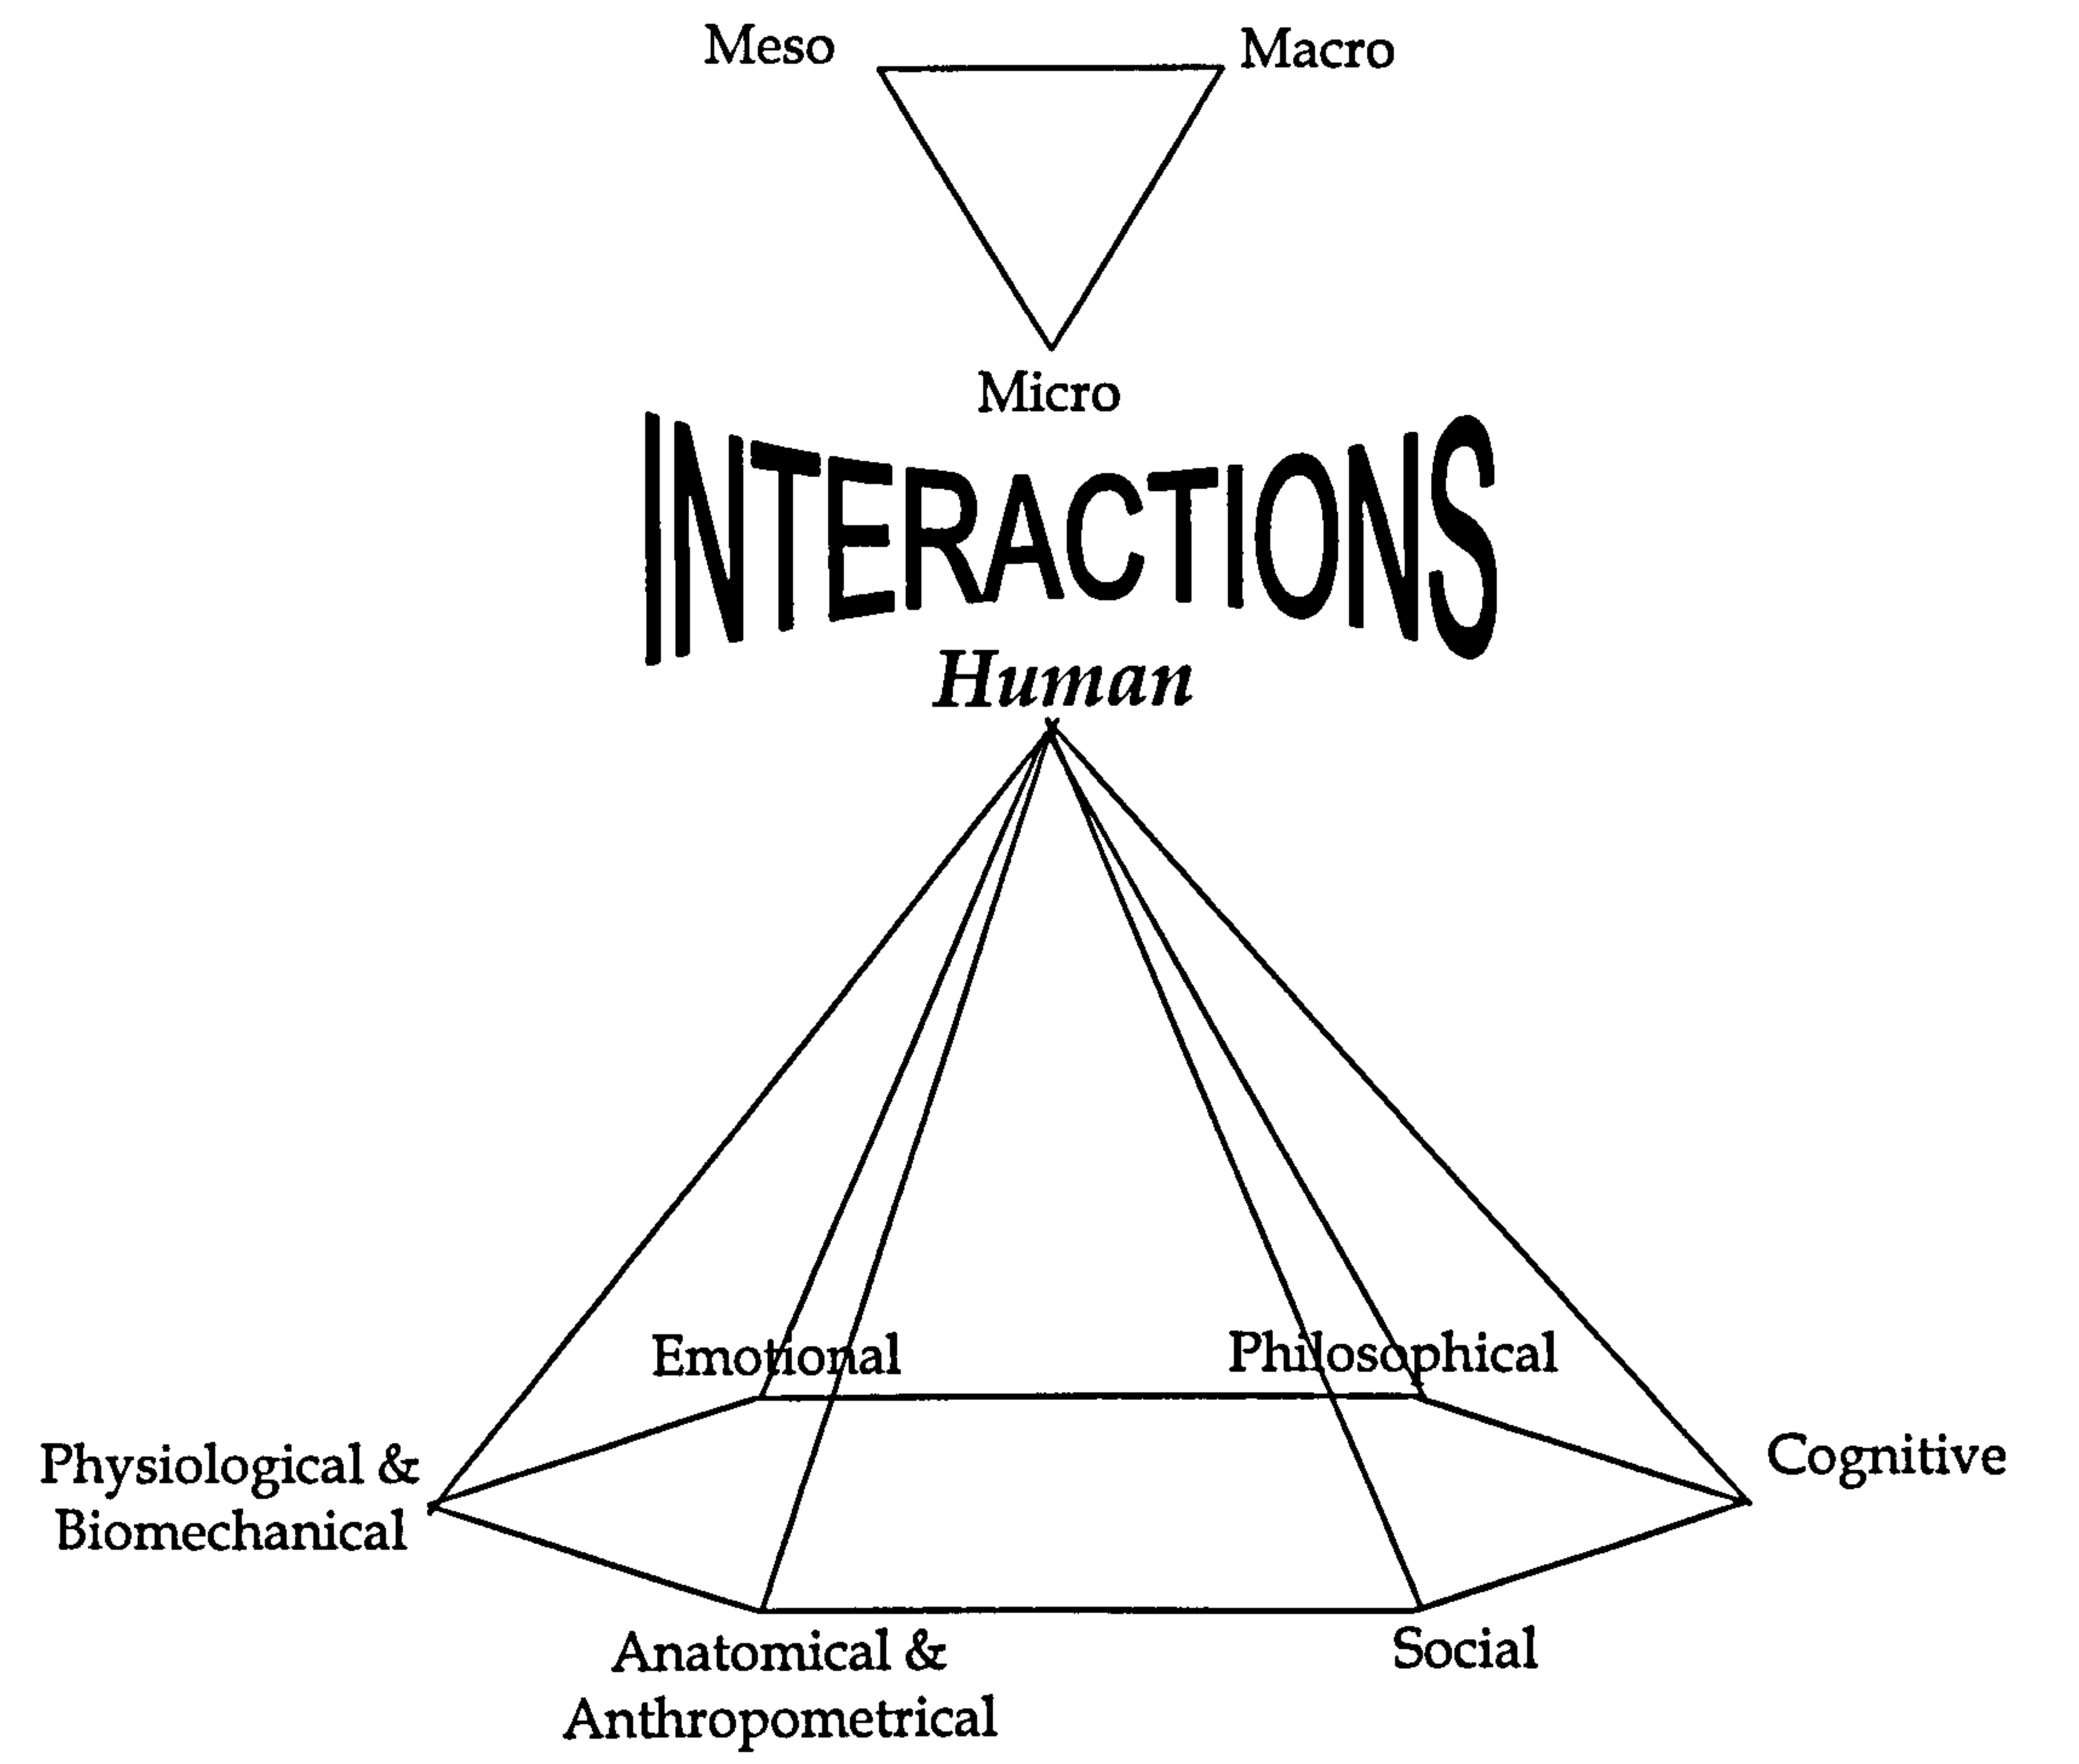 Meso
Macro
Micro
INTERACTIONS
Human
Emotional
Philosophical
Physiological &
Biomechanical
Cognitive
Anatomical &
Anthropometrical
Social